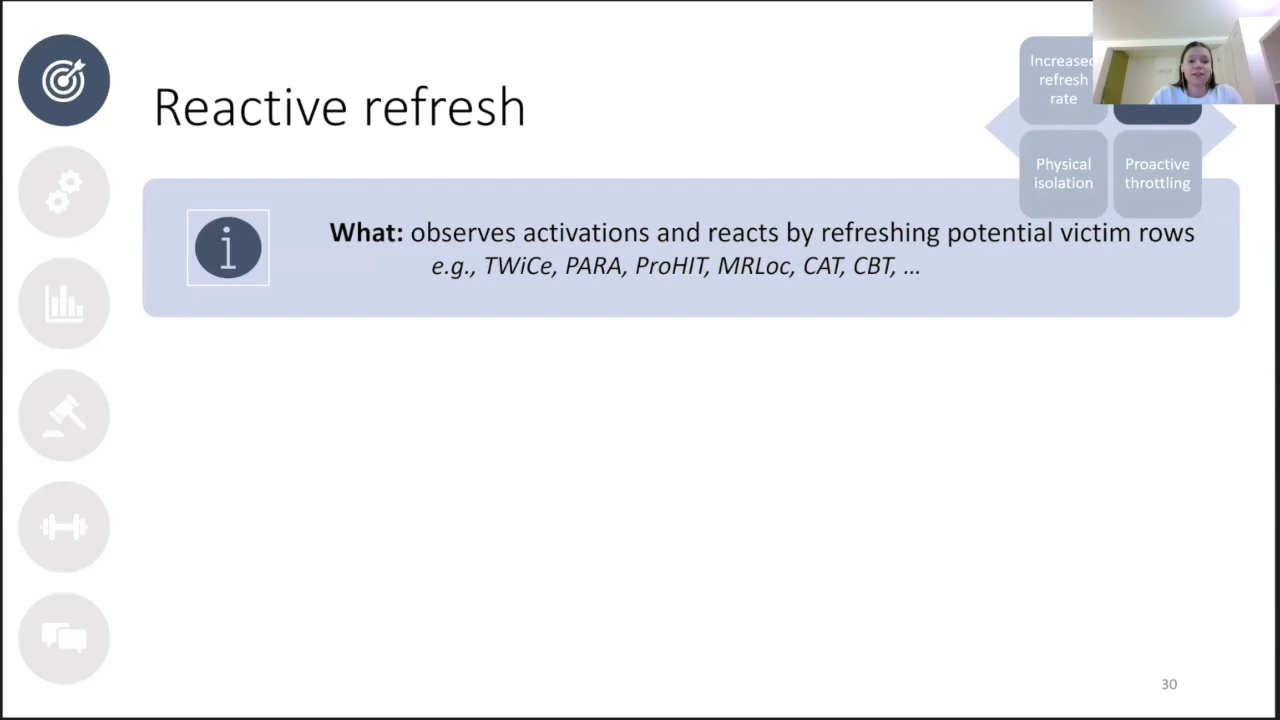 Reactive refresh
Increased
refresh
rate
Physical
isolation
Proactive
throttling
What: observes activations and reacts by refreshing potential victim rows
e.g., TWiCe, PARA, ProHIT, MRLoc, CAT, CBT, ...
30